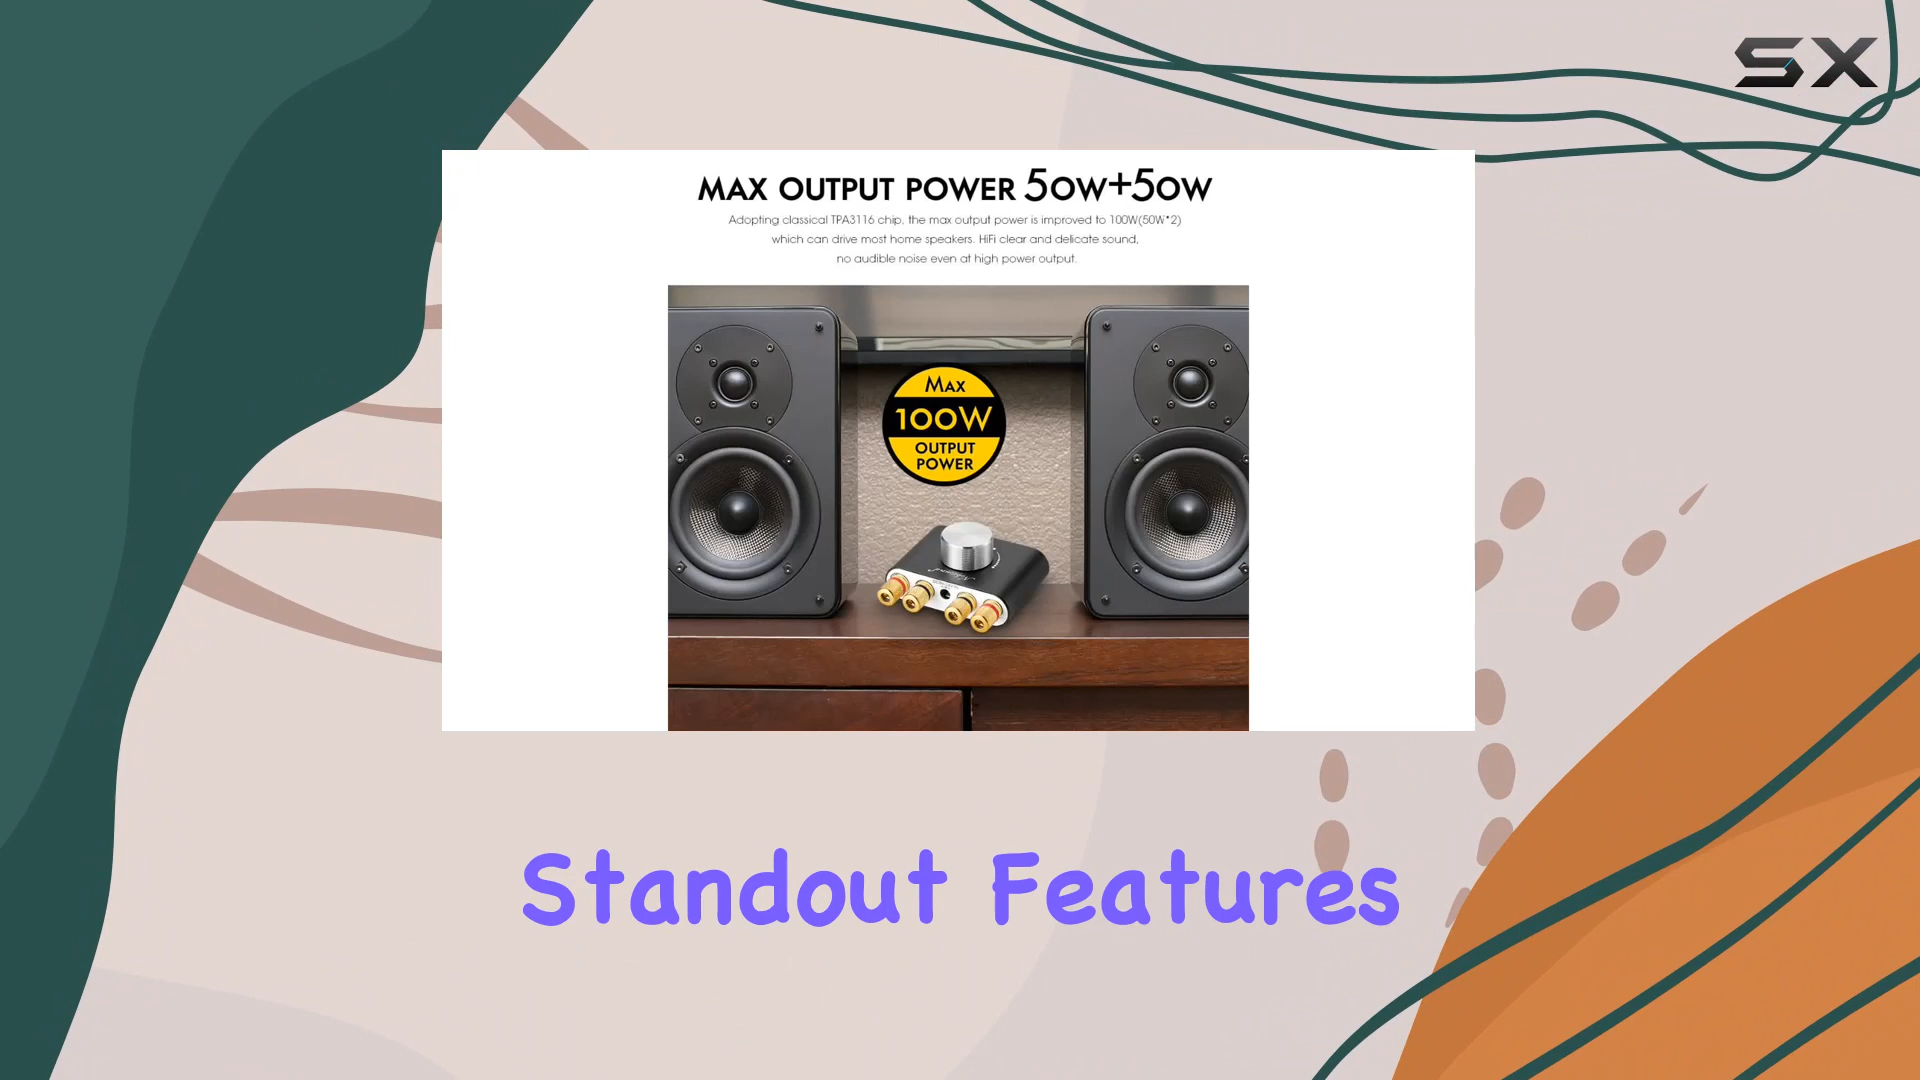 SX
MAX OUTPUT POWER 50W+50W
Adopting classical TPA3116 chip, the max output power is improved to 100W(50W*2)
which can drive most home speakers. HiFi clear and delicate sound,
no audible noise even at high power output.
MAX
100W
OUTPUT
POWER
Standout Features